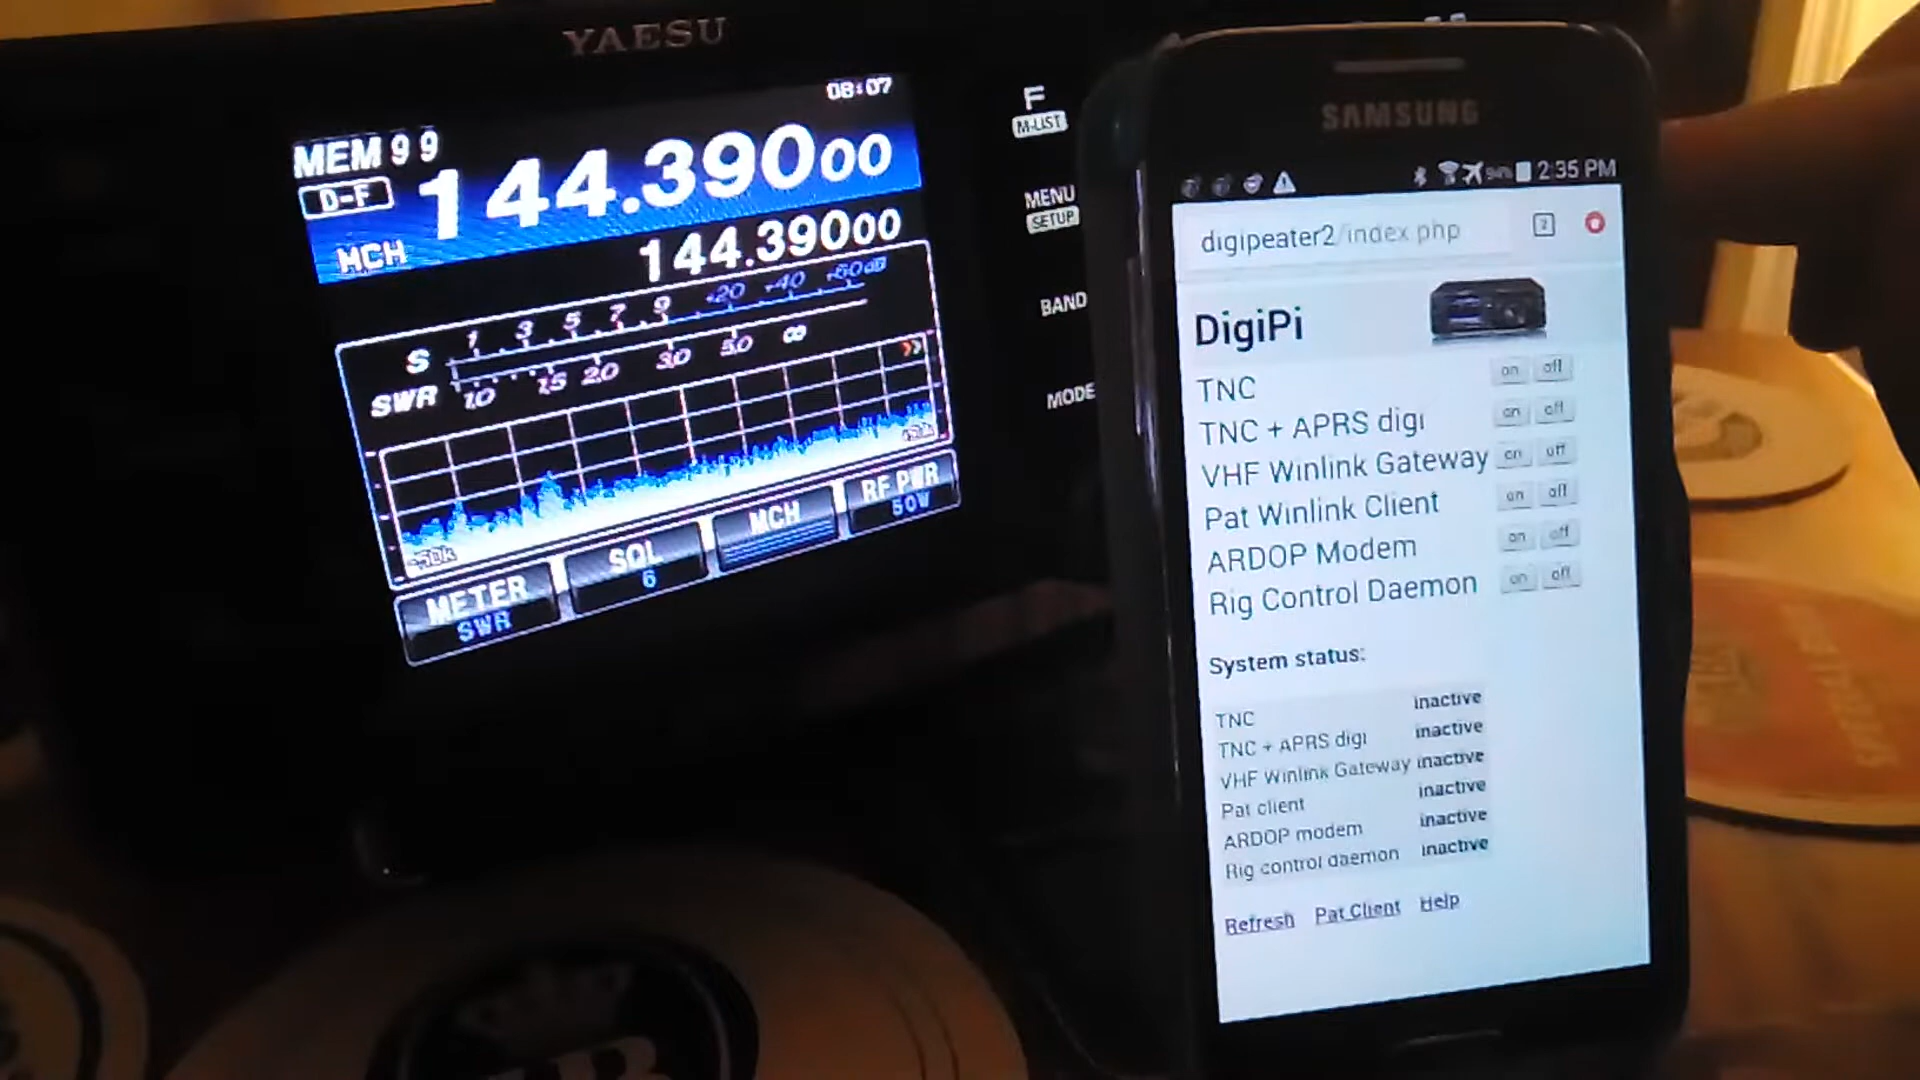 YAESU
08:07
MEM 99
D-F
144.39000
MCH
144.39000
S 1 3 5 7 9 +20 +40 +60dB
SWR 1.0 1.5 2.0 3.0 5.0 ∞
METER
SWR
SQL
6
MCH
RF PWR
50W
F
M-LIST
MENU
SETUP
BAND
MODE
SAMSUNG
94% 2:35 PM
digipeater2/index.php
2
DigiPi
TNC on off
TNC + APRS digi on off
VHF Winlink Gateway on off
Pat Winlink Client on off
ARDOP Modem on off
Rig Control Daemon on off
System status:
TNC inactive
TNC + APRS digi inactive
VHF Winlink Gateway inactive
Pat client inactive
ARDOP modem inactive
Rig control daemon inactive
Refresh Pat Client Help